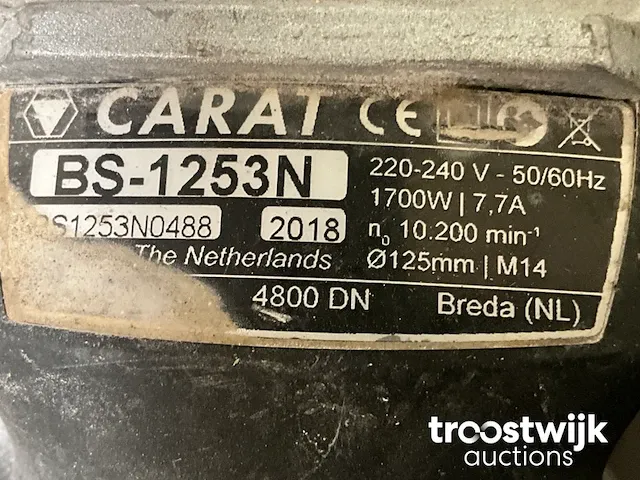 CARAT CE
BS-1253N
220-240 V - 50/60Hz
1700W | 7,7A
S1253N0488 2018
n₀ 10.200 min⁻¹
The Netherlands
Ø125mm | M14
4800 DN Breda (NL)
troostwijk
auctions